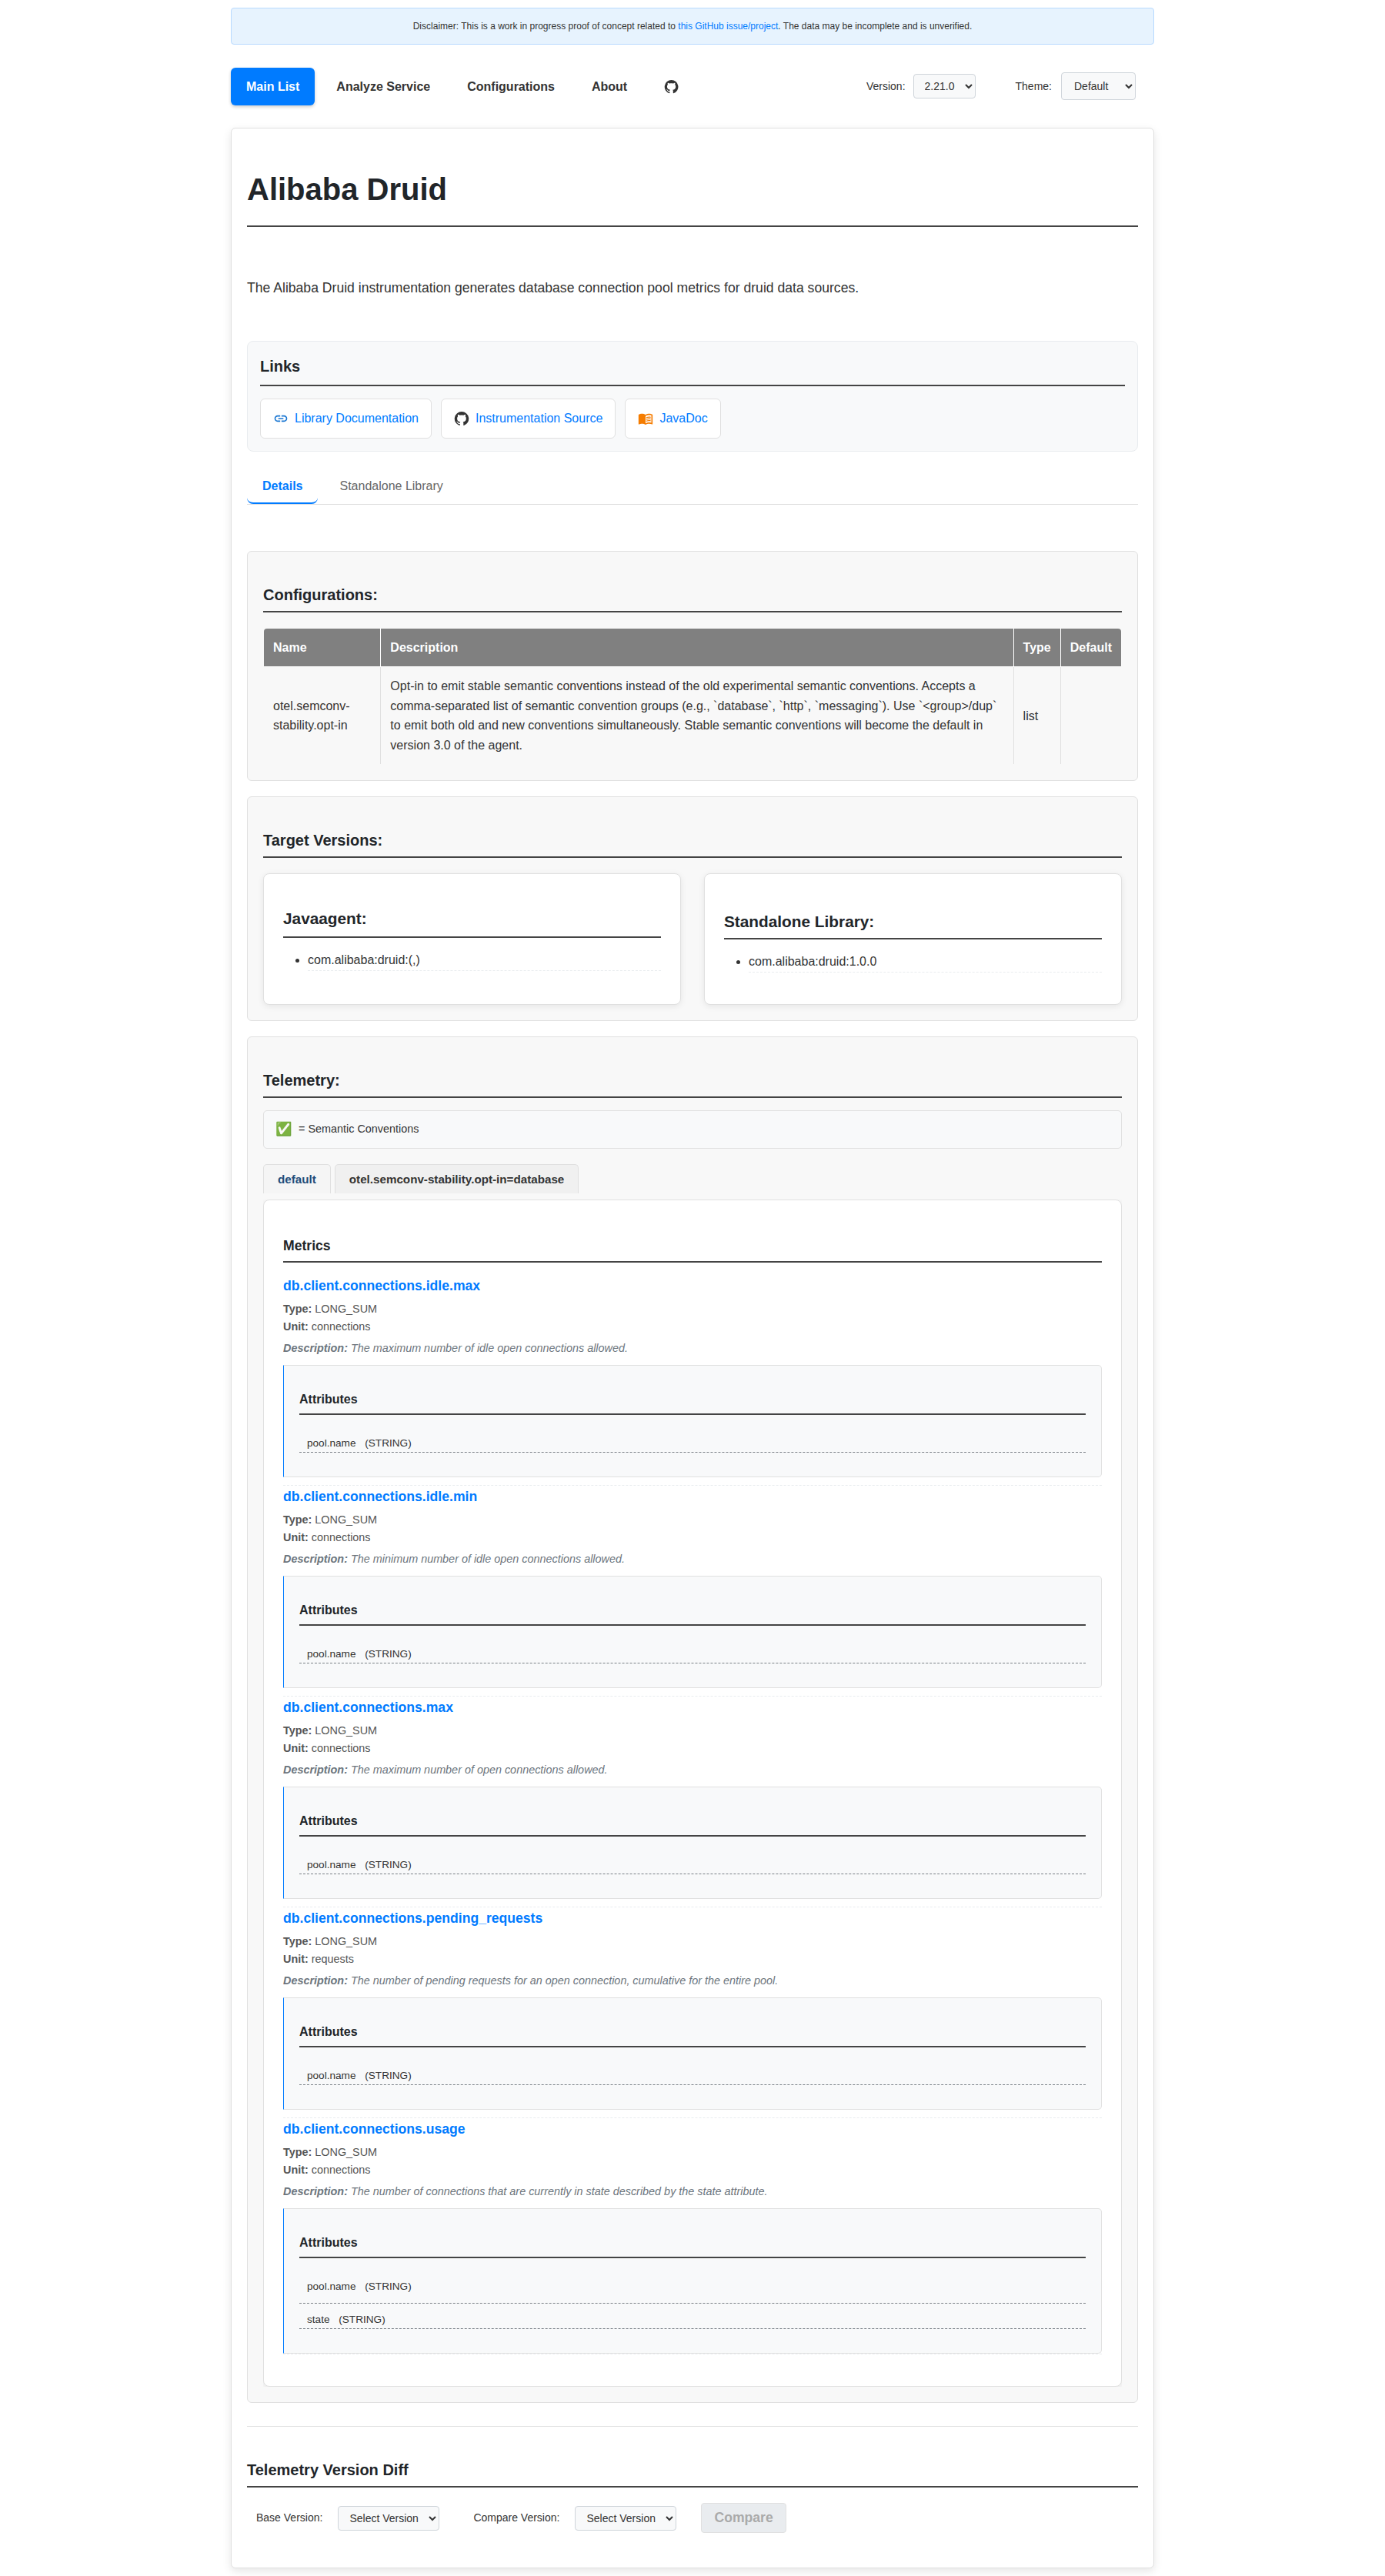 Disclaimer: This is a work in progress proof of concept related to this GitHub issue/project. The data may be incomplete and is unverified.
Main List Analyze Service Configurations About Version: 2.21.0 Theme: Default
Alibaba Druid
The Alibaba Druid instrumentation generates database connection pool metrics for druid data sources.
Links
Library Documentation Instrumentation Source JavaDoc
Details Standalone Library
Configurations:
Name Description Type Default
otel.semconv-stability.opt-in
Opt-in to emit stable semantic conventions instead of the old experimental semantic conventions. Accepts a
comma-separated list of semantic convention groups (e.g., `database`, `http`, `messaging`). Use `<group>/dup`
to emit both old and new conventions simultaneously. Stable semantic conventions will become the default in
version 3.0 of the agent.
list
Target Versions:
Javaagent:
com.alibaba:druid:(,)
Standalone Library:
com.alibaba:druid:1.0.0
Telemetry:
✅ = Semantic Conventions
default otel.semconv-stability.opt-in=database
Metrics
db.client.connections.idle.max
Type: LONG_SUM
Unit: connections
Description: The maximum number of idle open connections allowed.
Attributes
pool.name (STRING)
db.client.connections.idle.min
Type: LONG_SUM
Unit: connections
Description: The minimum number of idle open connections allowed.
Attributes
pool.name (STRING)
db.client.connections.max
Type: LONG_SUM
Unit: connections
Description: The maximum number of open connections allowed.
Attributes
pool.name (STRING)
db.client.connections.pending_requests
Type: LONG_SUM
Unit: requests
Description: The number of pending requests for an open connection, cumulative for the entire pool.
Attributes
pool.name (STRING)
db.client.connections.usage
Type: LONG_SUM
Unit: connections
Description: The number of connections that are currently in state described by the state attribute.
Attributes
pool.name (STRING)
state (STRING)
Telemetry Version Diff
Base Version: Select Version Compare Version: Select Version Compare